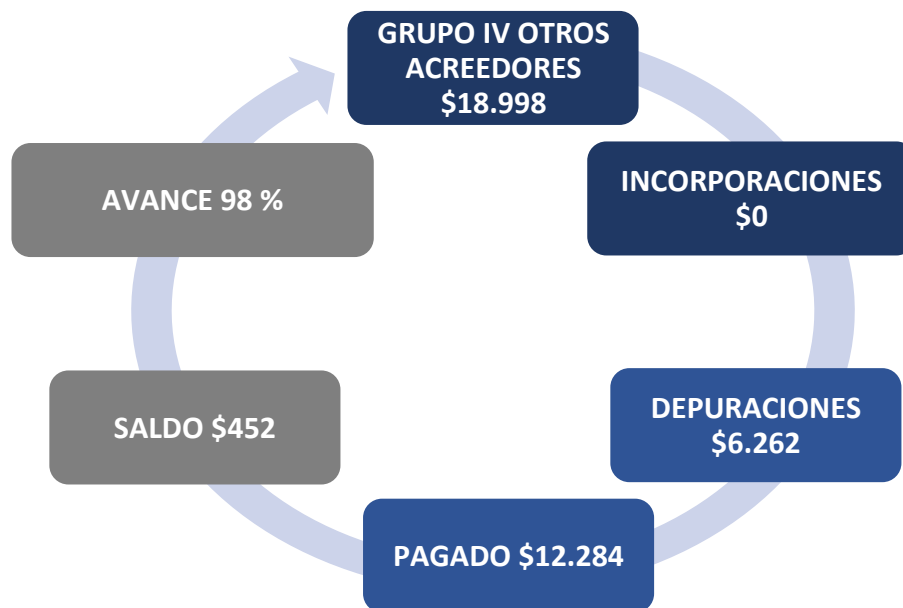 GRUPO IV OTROS
ACREEDORES
$18.998
INCORPORACIONES
$0
DEPURACIONES
$6.262
PAGADO $12.284
SALDO $452
AVANCE 98 %